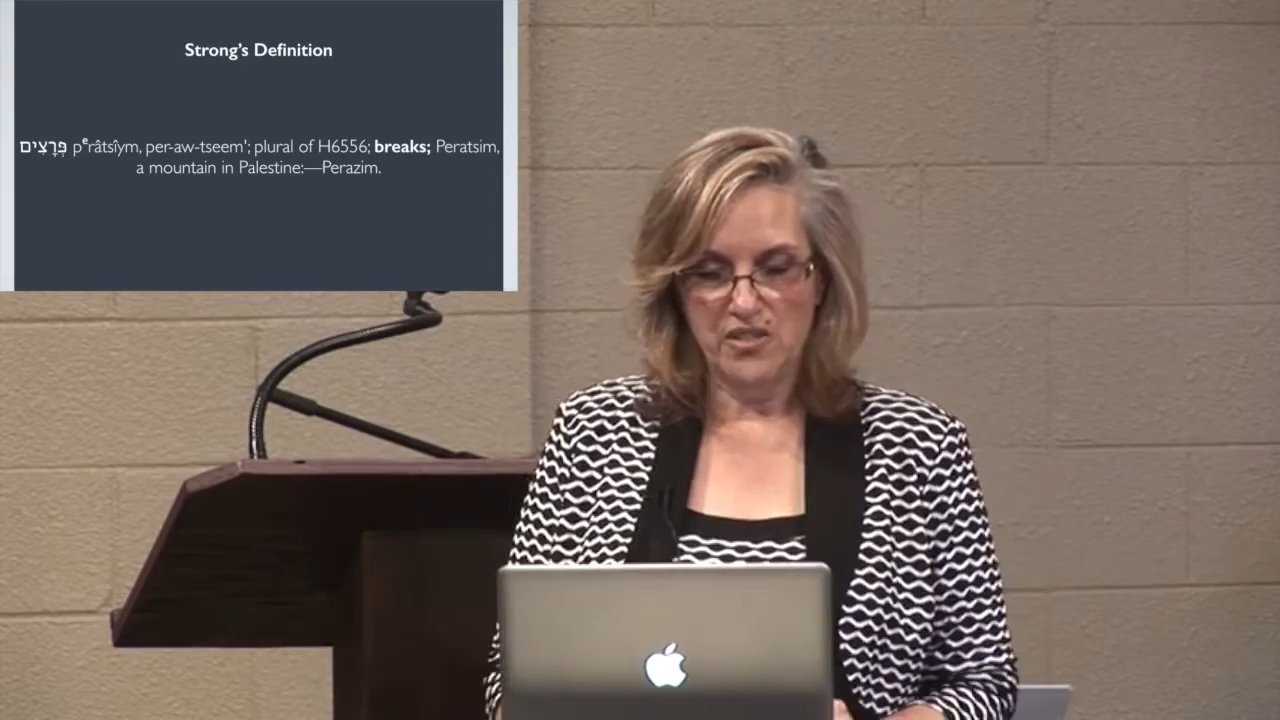 Strong's Definition
פְּרָצִים pᵉrâtsîym, per-aw-tseem'; plural of H6556; breaks; Peratsim,
a mountain in Palestine:—Perazim.